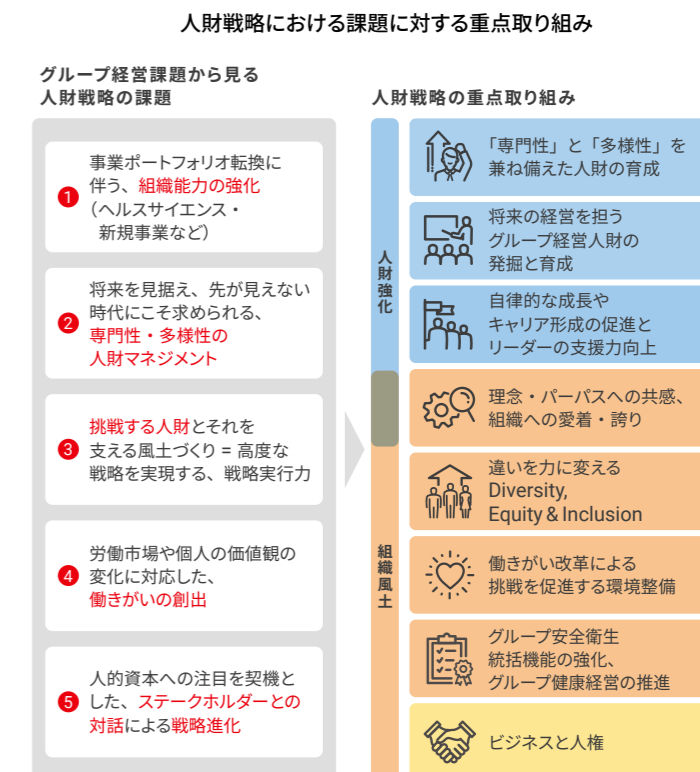 人財戦略における課題に対する重点取り組み
グループ経営課題から見る
人財戦略の課題
1
事業ポートフォリオ転換に
伴う、組織能力の強化
（ヘルスサイエンス・
新規事業など）
2
将来を見据え、先が見えない
時代にこそ求められる、
専門性・多様性の
人財マネジメント
3
挑戦する人財とそれを
支える風土づくり = 高度な
戦略を実現する、戦略実行力
4
労働市場や個人の価値観の
変化に対応した、
働きがいの創出
5
人的資本への注目を契機と
した、ステークホルダーとの
対話による戦略進化
人財戦略の重点取り組み
人財強化
「専門性」と「多様性」を
兼ね備えた人財の育成
将来の経営を担う
グループ経営人財の
発掘と育成
自律的な成長や
キャリア形成の促進と
リーダーの支援力向上
組織風土
理念・パーパスへの共感、
組織への愛着・誇り
違いを力に変える
Diversity,
Equity & Inclusion
働きがい改革による
挑戦を促進する環境整備
グループ安全衛生
統括機能の強化、
グループ健康経営の推進
ビジネスと人権